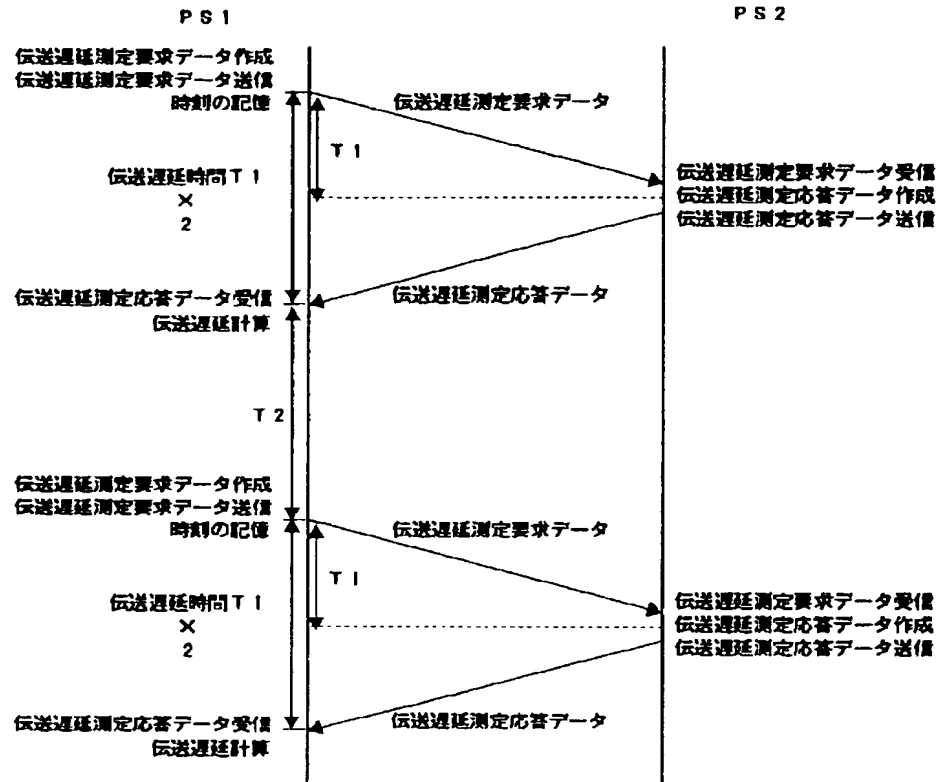 PS1
PS2
伝送遅延測定要求データ作成
伝送遅延測定要求データ送信
時刻の記憶
伝送遅延測定要求データ
T1
伝送遅延時間T1
×
2
伝送遅延測定要求データ受信
伝送遅延測定応答データ作成
伝送遅延測定応答データ送信
伝送遅延測定応答データ受信
伝送遅延計算
伝送遅延測定応答データ
T2
伝送遅延測定要求データ作成
伝送遅延測定要求データ送信
時刻の記憶
伝送遅延測定要求データ
T1
伝送遅延時間T1
×
2
伝送遅延測定要求データ受信
伝送遅延測定応答データ作成
伝送遅延測定応答データ送信
伝送遅延測定応答データ受信
伝送遅延計算
伝送遅延測定応答データ